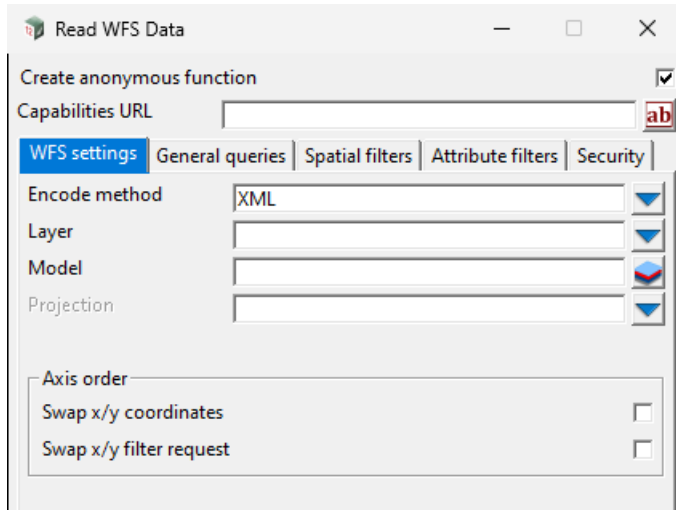 Read WFS Data
Create anonymous function
Capabilities URL ab
WFS settings General queries Spatial filters Attribute filters Security
Encode method XML
Layer
Model
Projection
Axis order
Swap x/y coordinates
Swap x/y filter request